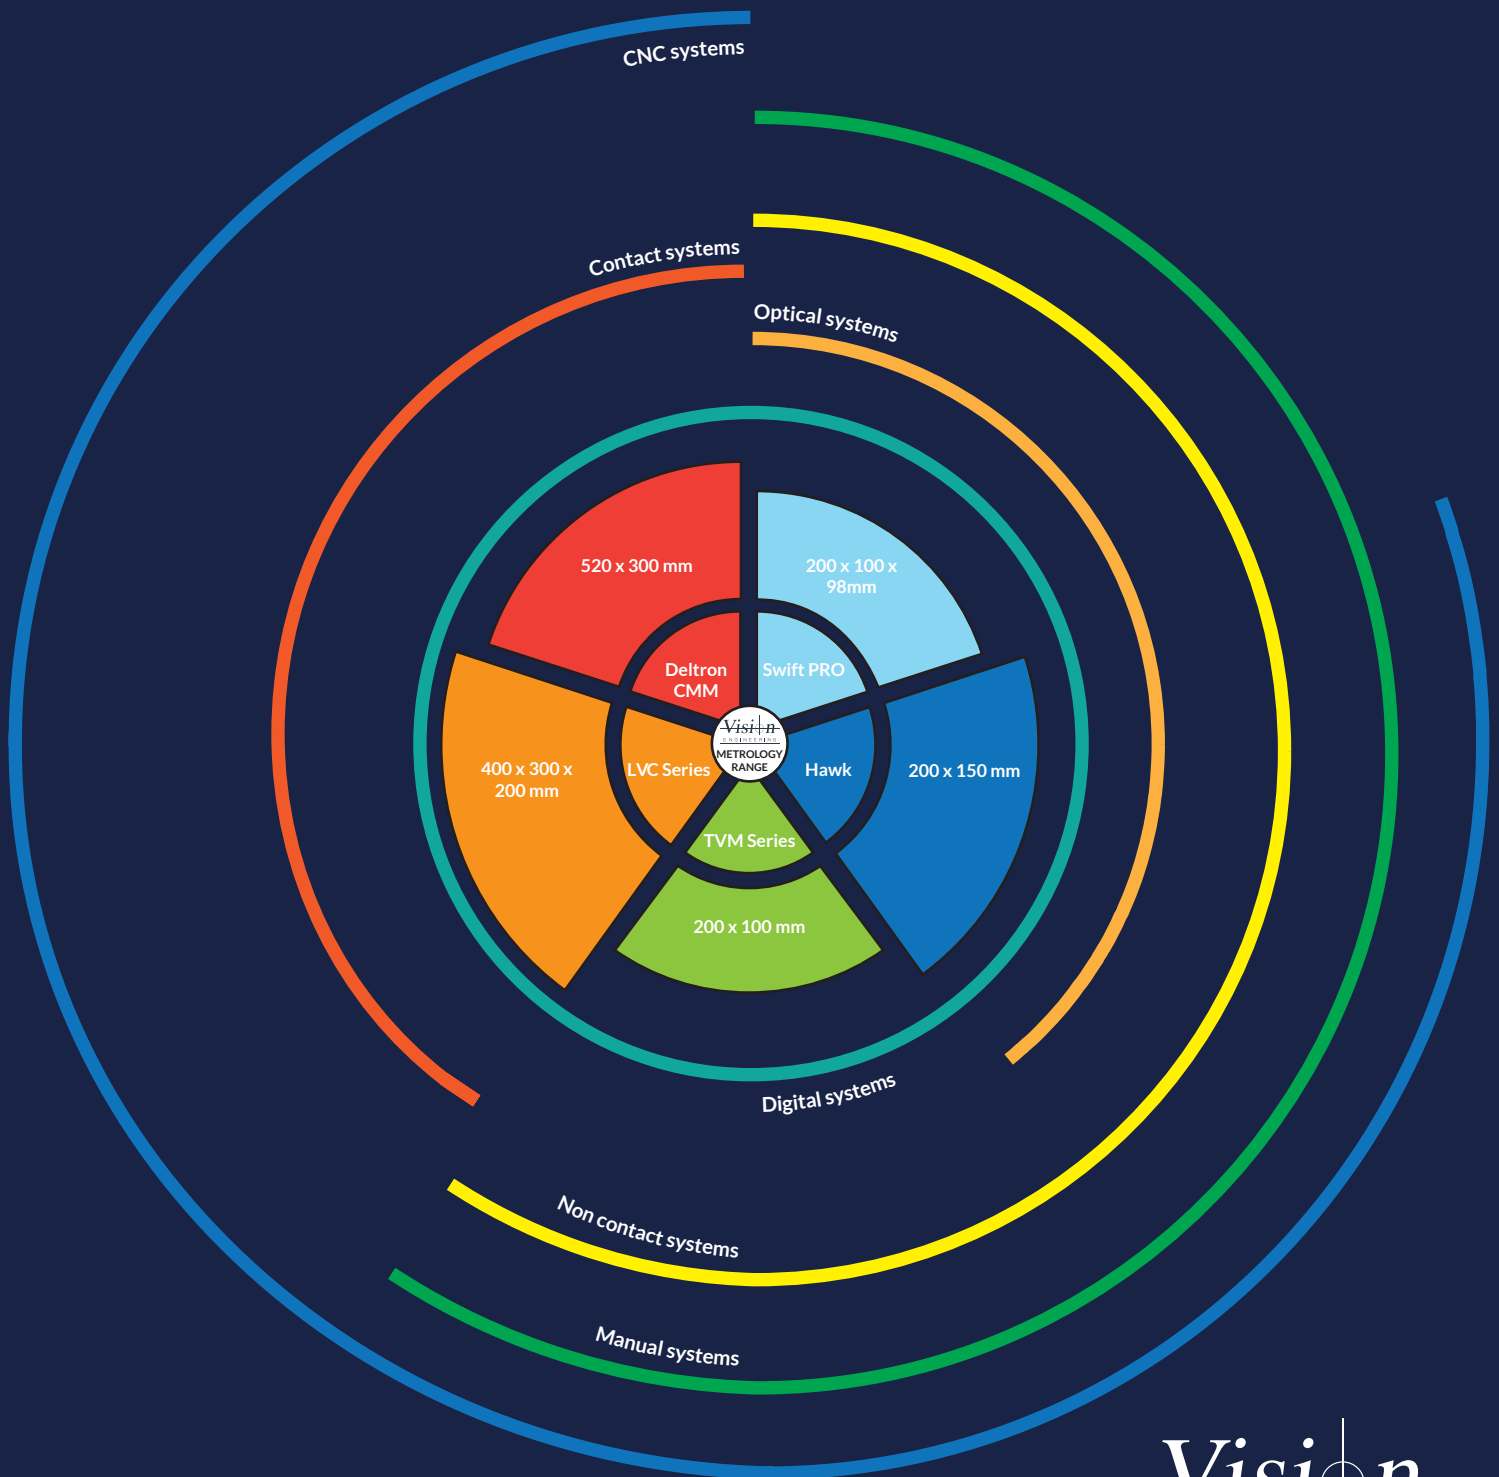 CNC systems
Contact systems
Optical systems
520 x 300 mm
200 x 100 x
98mm
Deltron
CMM
Swift PRO
Vision
ENGINEERING
METROLOGY
RANGE
400 x 300 x
200 mm
LVC Series
Hawk
200 x 150 mm
TVM Series
200 x 100 mm
Digital systems
Non contact systems
Manual systems
Vision